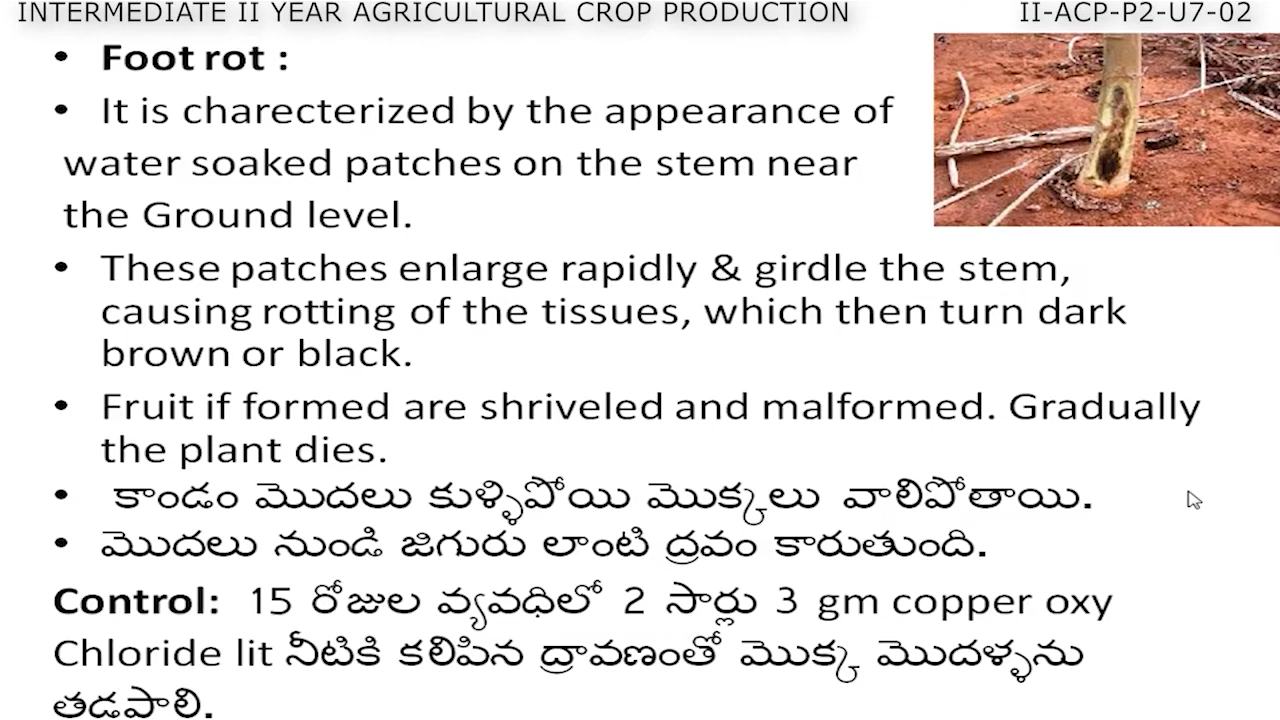 INTERMEDIATE II YEAR AGRICULTURAL CROP PRODUCTION II-ACP-P2-U7-02
• Foot rot :
• It is charecterized by the appearance of
water soaked patches on the stem near
the Ground level.
• These patches enlarge rapidly & girdle the stem,
causing rotting of the tissues, which then turn dark
brown or black.
• Fruit if formed are shriveled and malformed. Gradually
the plant dies.
• కాండం మొదలు కుళ్ళిపోయి మొక్కలు వాలిపోతాయి.
• మొదలు నుండి జిగురు లాంటి ద్రవం కారుతుంది.
Control: 15 రోజుల వ్యవధిలో 2 సార్లు 3 gm copper oxy
Chloride lit నీటికి కలిపిన ద్రావణంతో మొక్క మొదళ్ళను
తడపాలి.